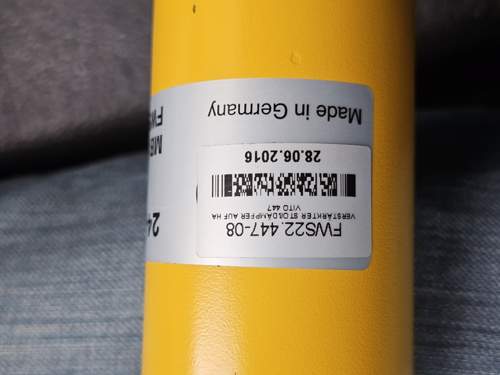 FWS22.447-08
VERSTÄRKTER STOßDÄMPFER AUF HA
VITO 447
28.06.2016
Made in Germany